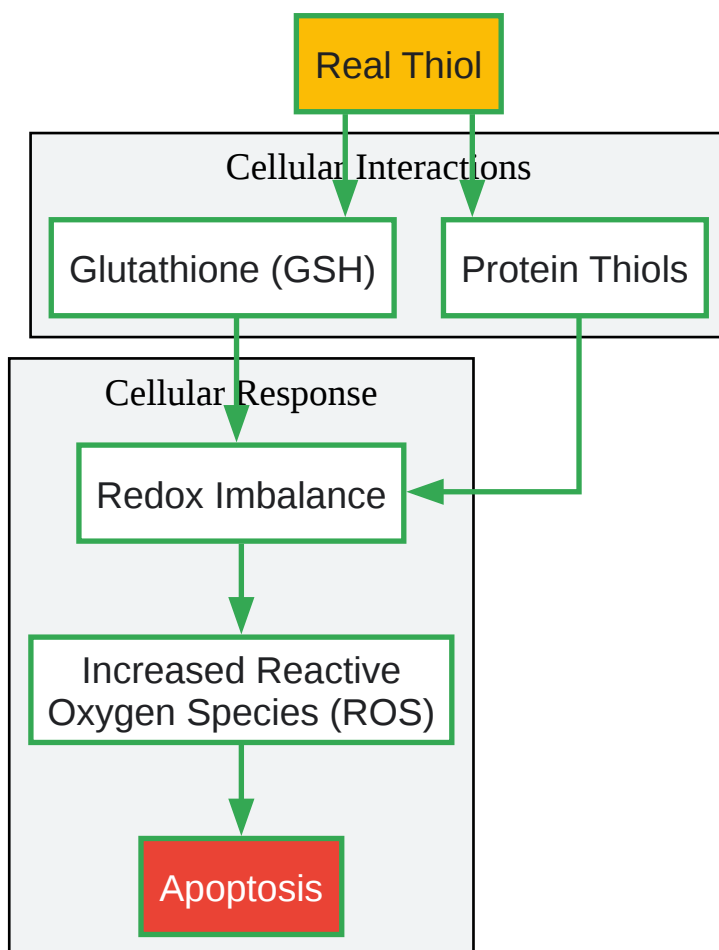 Real Thiol
Cellular Interactions
Glutathione (GSH)
Protein Thiols
Cellular Response
Redox Imbalance
Increased Reactive
Oxygen Species (ROS)
Apoptosis